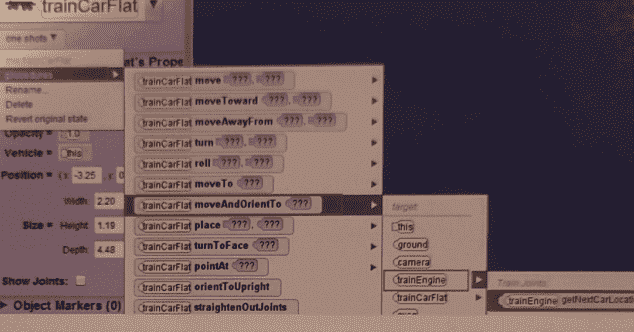 trainCarFlat
one shots
procedures
Rename...
Delete
Revert original state
at's Prope
Opacity = 1.0
Vehicle = this
Position = (x: -3.25 , y: 0
Width: 2.20
Size = Height: 1.19
Depth: 4.48
Show Joints:
Object Markers (0)
trainCarFlat move ??? , ???
trainCarFlat moveToward ??? , ???
trainCarFlat moveAwayFrom ??? , ???
trainCarFlat turn ??? , ???
trainCarFlat roll ??? , ???
trainCarFlat moveTo ???
trainCarFlat moveAndOrientTo ???
trainCarFlat place ??? , ???
trainCarFlat turnToFace ???
trainCarFlat pointAt ???
trainCarFlat orientToUpright
trainCarFlat straightenOutJoints
target:
this
ground
camera
trainEngine
trainCarFlat
Train Joints:
trainEngine getNextCarLocati